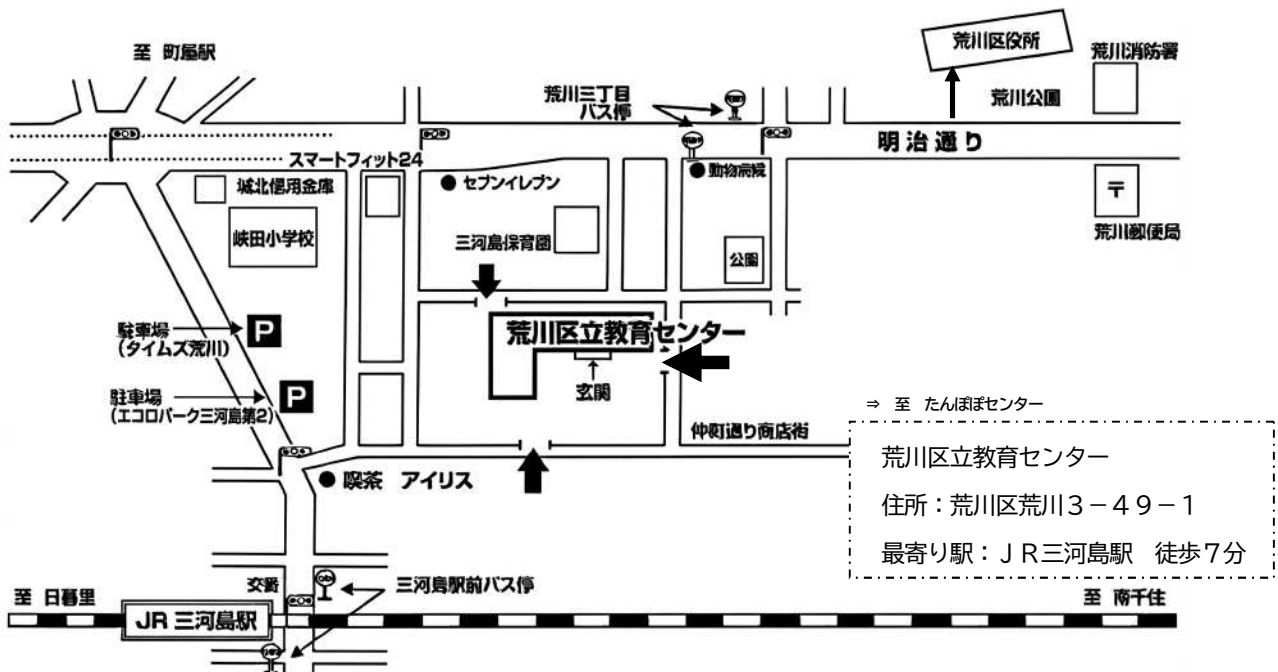 至 町屋駅
荒川区役所
荒川消防署
荒川三丁目
バス停
荒川公園
明治通り
スマートフィット24
城北信用金庫
セブンイレブン
動物病院
〒
荒川郵便局
峡田小学校
三河島保育園
公園
駐車場
(タイムズ荒川)
P
荒川区立教育センター
玄関
駐車場
(エコロパーク三河島第2)
P
仲町通り商店街
⇒ 至 たんぽぽセンター
荒川区立教育センター
住所：荒川区荒川３－４９－１
最寄り駅：ＪＲ三河島駅 徒歩７分
喫茶 アイリス
交番
三河島駅前バス停
至 日暮里
JR 三河島駅
至 南千住